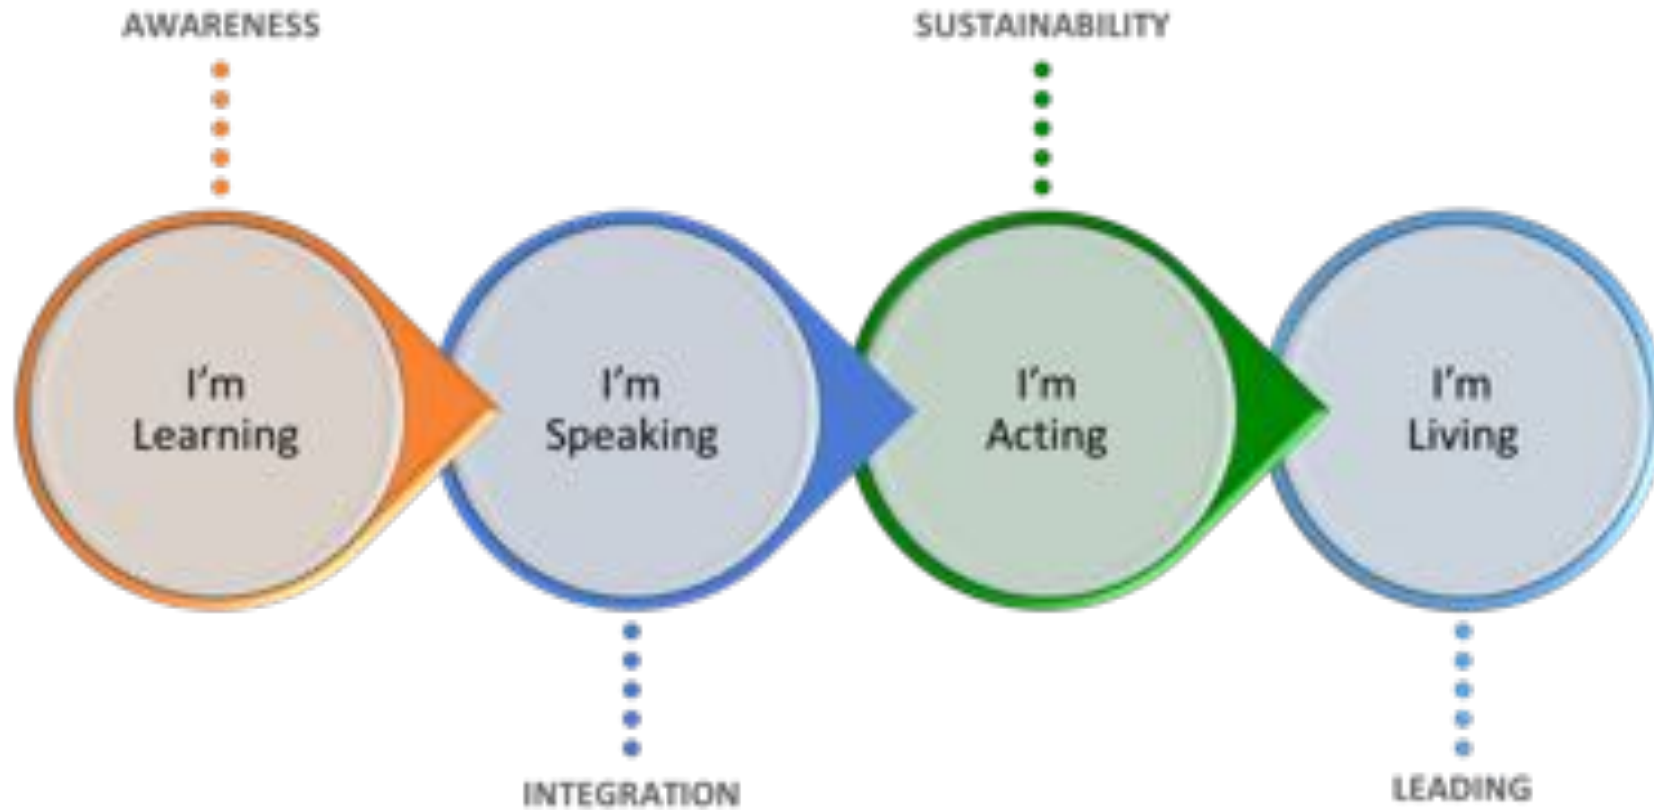 AWARENESS
SUSTAINABILITY
I'm
Learning
I'm
Speaking
I'm
Acting
I'm
Living
INTEGRATION
LEADING